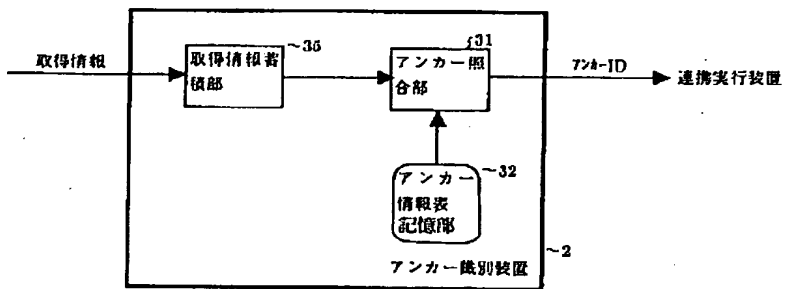 取得情報
取得情報蓄
積部
~35
アンカー照
合部
31
アンカーID
連携実行装置
アンカー
情報表
記憶部
~32
アンカー識別装置
~2